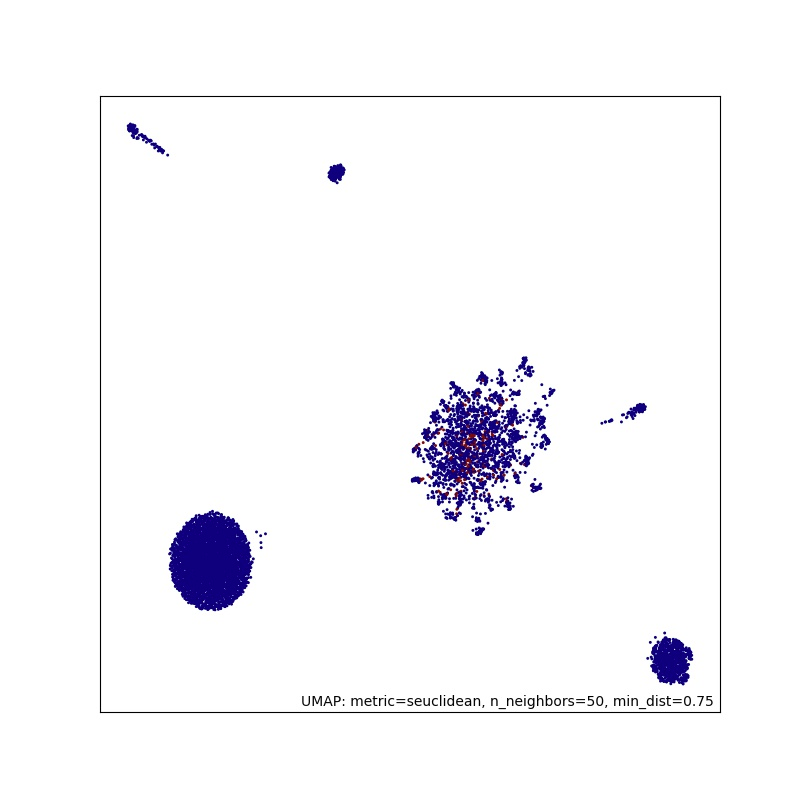 UMAP: metric=seuclidean, n_neighbors=50, min_dist=0.75